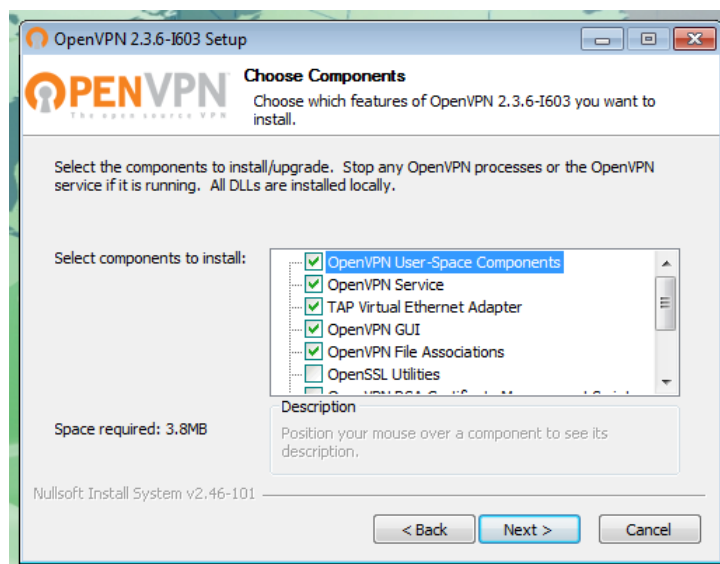 OpenVPN 2.3.6-I603 Setup
OPENVPN
The open source VPN
Choose Components
Choose which features of OpenVPN 2.3.6-I603 you want to
install.
Select the components to install/upgrade. Stop any OpenVPN processes or the OpenVPN
service if it is running. All DLLs are installed locally.
Select components to install:
OpenVPN User-Space Components
OpenVPN Service
TAP Virtual Ethernet Adapter
OpenVPN GUI
OpenVPN File Associations
OpenSSL Utilities
Space required: 3.8MB
Description
Position your mouse over a component to see its
description.
Nullsoft Install System v2.46-101
< Back
Next >
Cancel